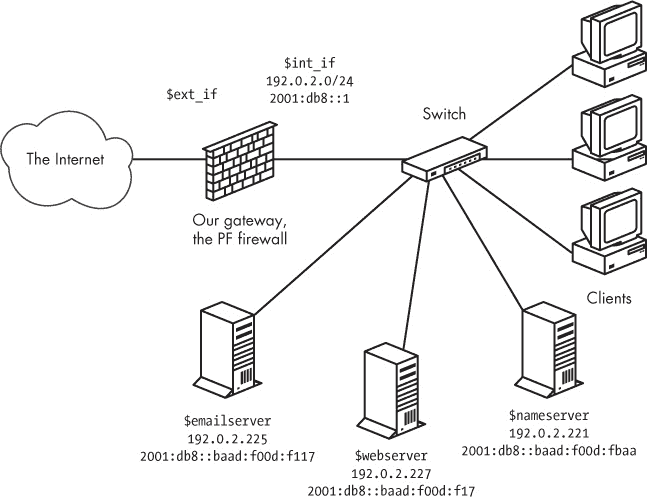 $int_if
192.0.2.0/24
2001:db8::1
$ext_if
Switch
The Internet
Our gateway,
the PF firewall
Clients
$emailserver
192.0.2.225
2001:db8::baad:f00d:f117
$webserver
192.0.2.227
2001:db8::baad:f00d:f17
$nameserver
192.0.2.221
2001:db8::baad:f00d:fbaa